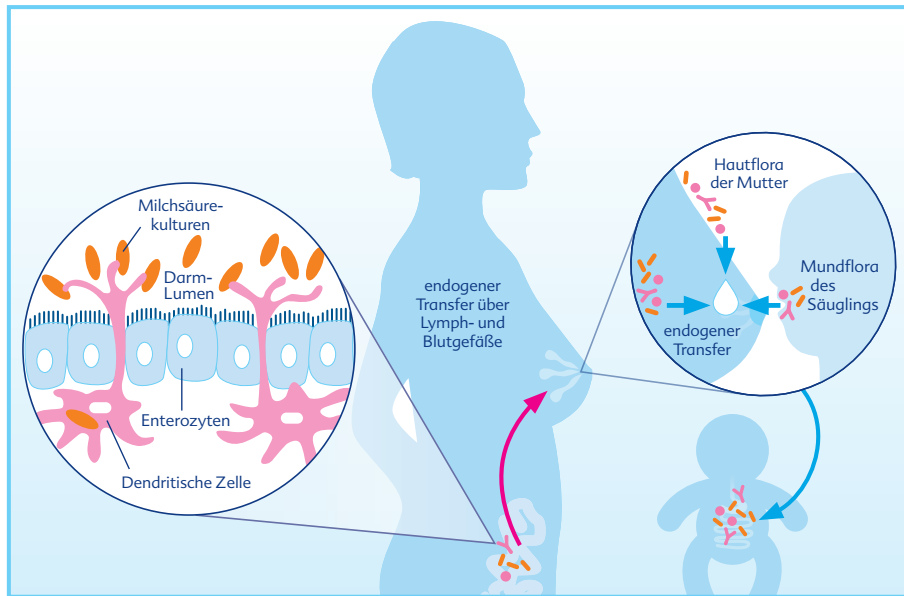 Milchsäure-
kulturen
Darm-
Lumen
Enterozyten
Dendritische Zelle
endogener
Transfer über
Lymph- und
Blutgefäße
Hautflora
der Mutter
Mundflora
des
Säuglings
endogener
Transfer